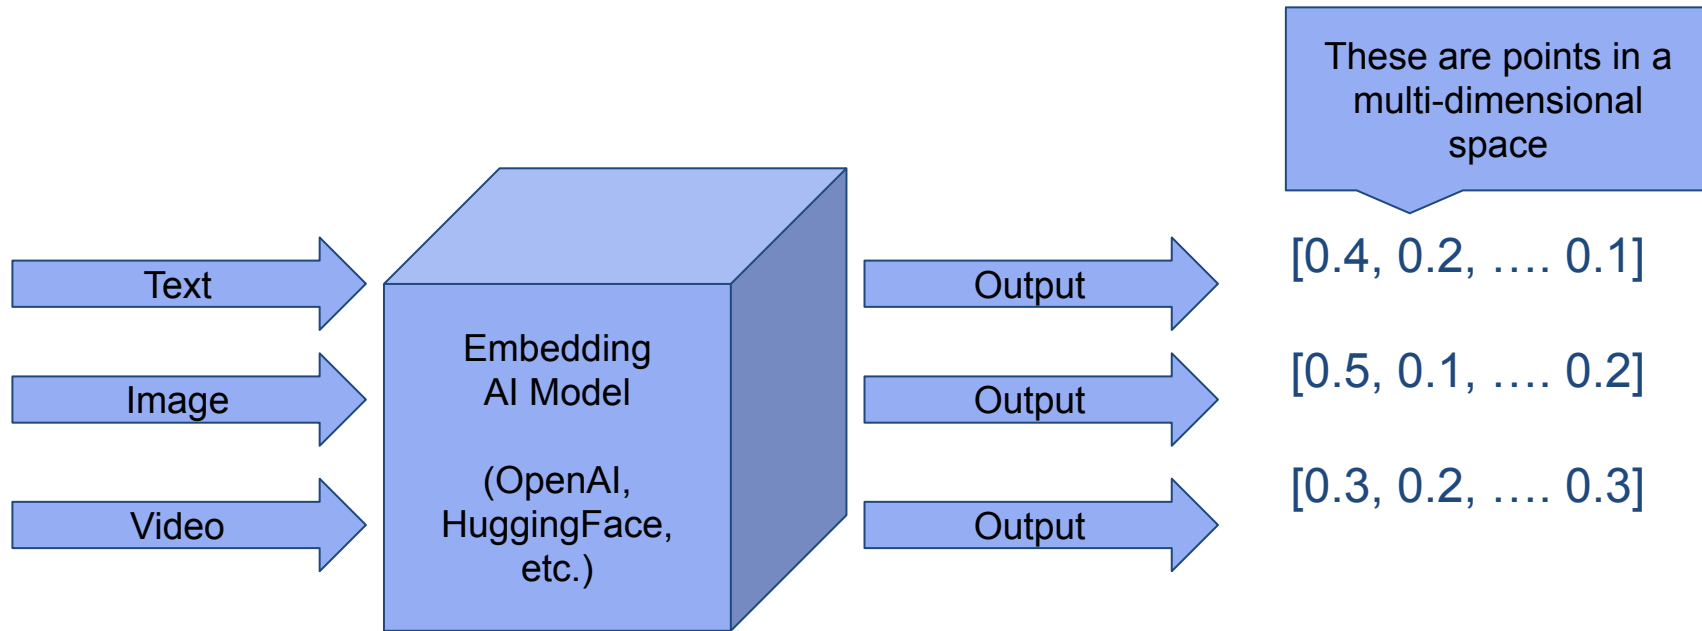 These are points in a
multi-dimensional
space
Text
Image
Video
Embedding
AI Model
(OpenAI,
HuggingFace,
etc.)
Output
Output
Output
[0.4, 0.2, .... 0.1]
[0.5, 0.1, .... 0.2]
[0.3, 0.2, .... 0.3]